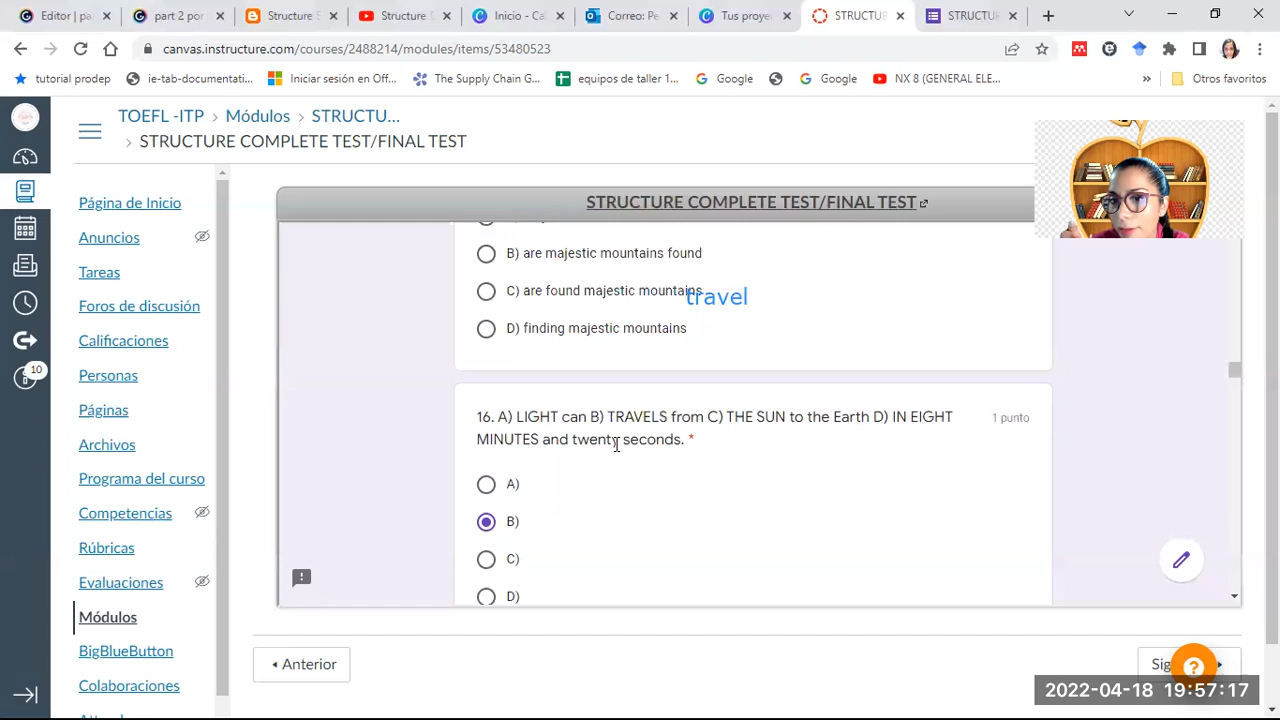 Editor | pa
part 2 por
Structure S
Structure S
Inicio - Cal
Correo: Pe
Tus proye
STRUCTUR
STRUCTUR
canvas.instructure.com/courses/2488214/modules/items/53480523
tutorial prodep
ie-tab-documentati...
Iniciar sesión en Off...
The Supply Chain G...
equipos de taller 1...
Google
Google
NX 8 (GENERAL ELE...
»
Otros favoritos
TOEFL -ITP > Módulos > STRUCTU...
> STRUCTURE COMPLETE TEST/FINAL TEST
Página de Inicio
Anuncios
Tareas
Foros de discusión
Calificaciones
Personas
Páginas
Archivos
Programa del curso
Competencias
Rúbricas
Evaluaciones
Módulos
BigBlueButton
Colaboraciones
10
STRUCTURE COMPLETE TEST/FINAL TEST
B) are majestic mountains found
C) are found majestic mountains
travel
D) finding majestic mountains
16. A) LIGHT can B) TRAVELS from C) THE SUN to the Earth D) IN EIGHT
MINUTES and twenty seconds. *
1 punto
A)
B)
C)
D)
Anterior
Sig
2022-04-18 19:57:17